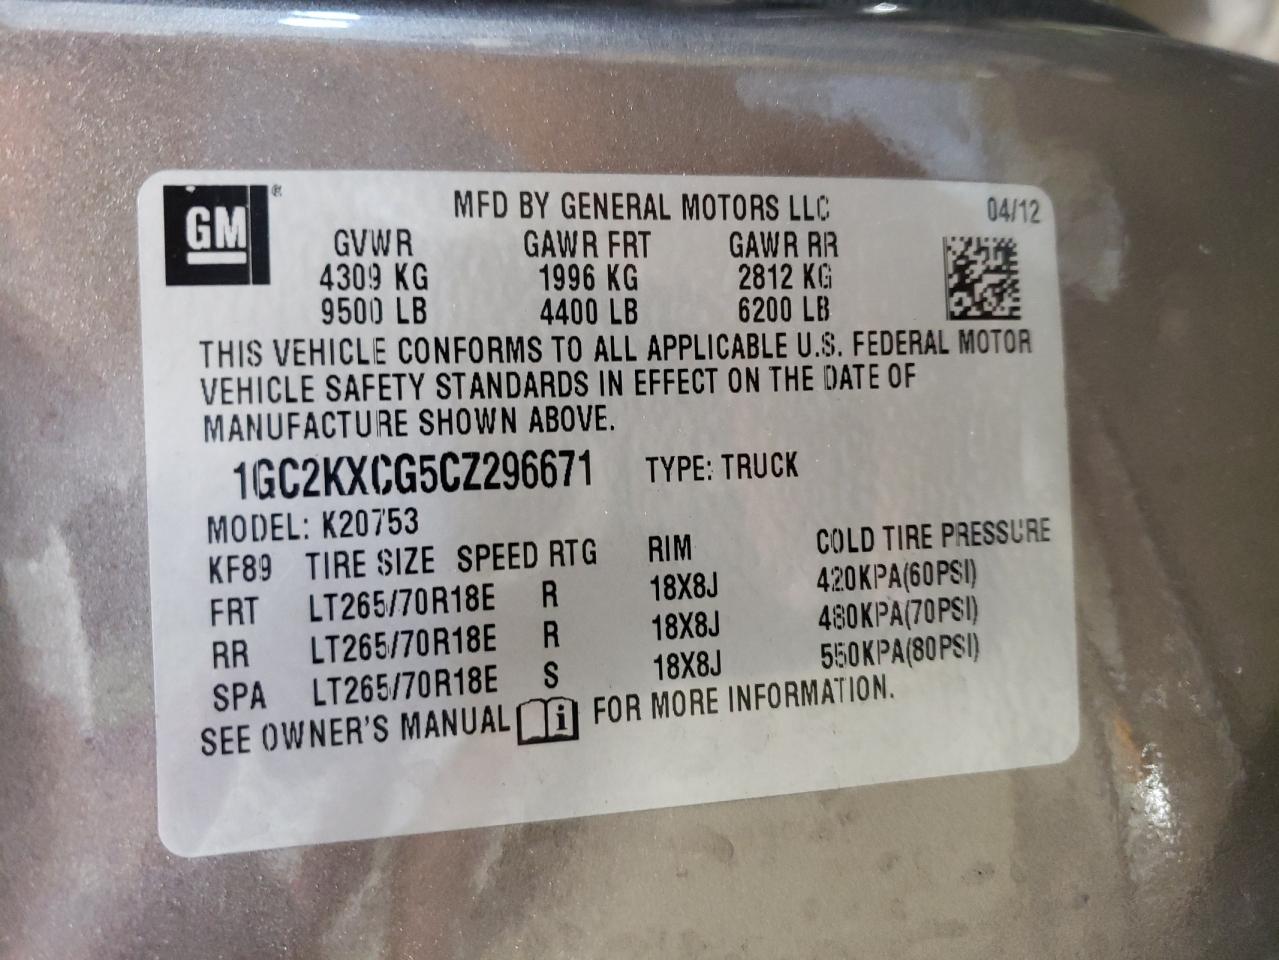 GM ®
MFD BY GENERAL MOTORS LLC 04/12
GVWR GAWR FRT GAWR RR
4309 KG 1996 KG 2812 KG
9500 LB 4400 LB 6200 LB
THIS VEHICLE CONFORMS TO ALL APPLICABLE U.S. FEDERAL MOTOR
VEHICLE SAFETY STANDARDS IN EFFECT ON THE DATE OF
MANUFACTURE SHOWN ABOVE.
1GC2KXCG5CZ296671 TYPE: TRUCK
MODEL: K20753
KF89 TIRE SIZE SPEED RTG RIM COLD TIRE PRESSURE
FRT LT265/70R18E R 18X8J 420KPA(60PSI)
RR LT265/70R18E R 18X8J 480KPA(70PSI)
SPA LT265/70R18E S 18X8J 550KPA(80PSI)
SEE OWNER'S MANUAL i FOR MORE INFORMATION.